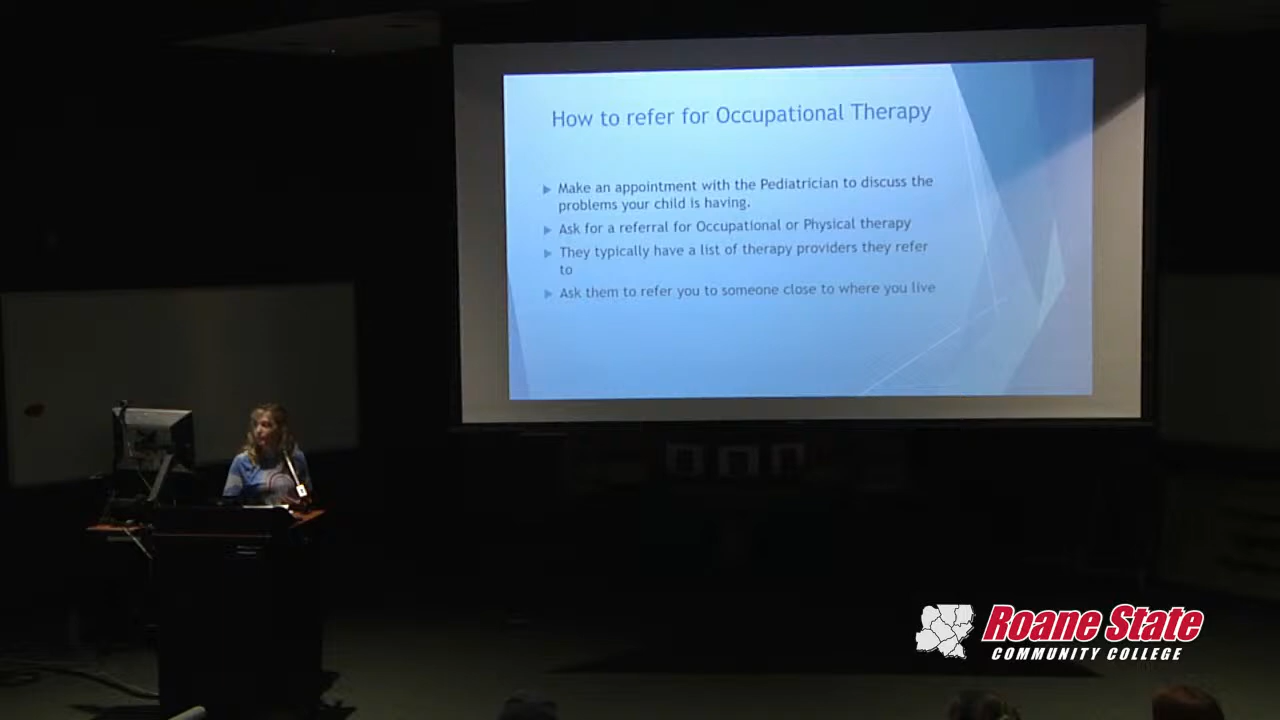 How to refer for Occupational Therapy
Make an appointment with the Pediatrician to discuss the
problems your child is having.
Ask for a referral for Occupational or Physical therapy
They typically have a list of therapy providers they refer
to
Ask them to refer you to someone close to where you live
Roane State
COMMUNITY COLLEGE